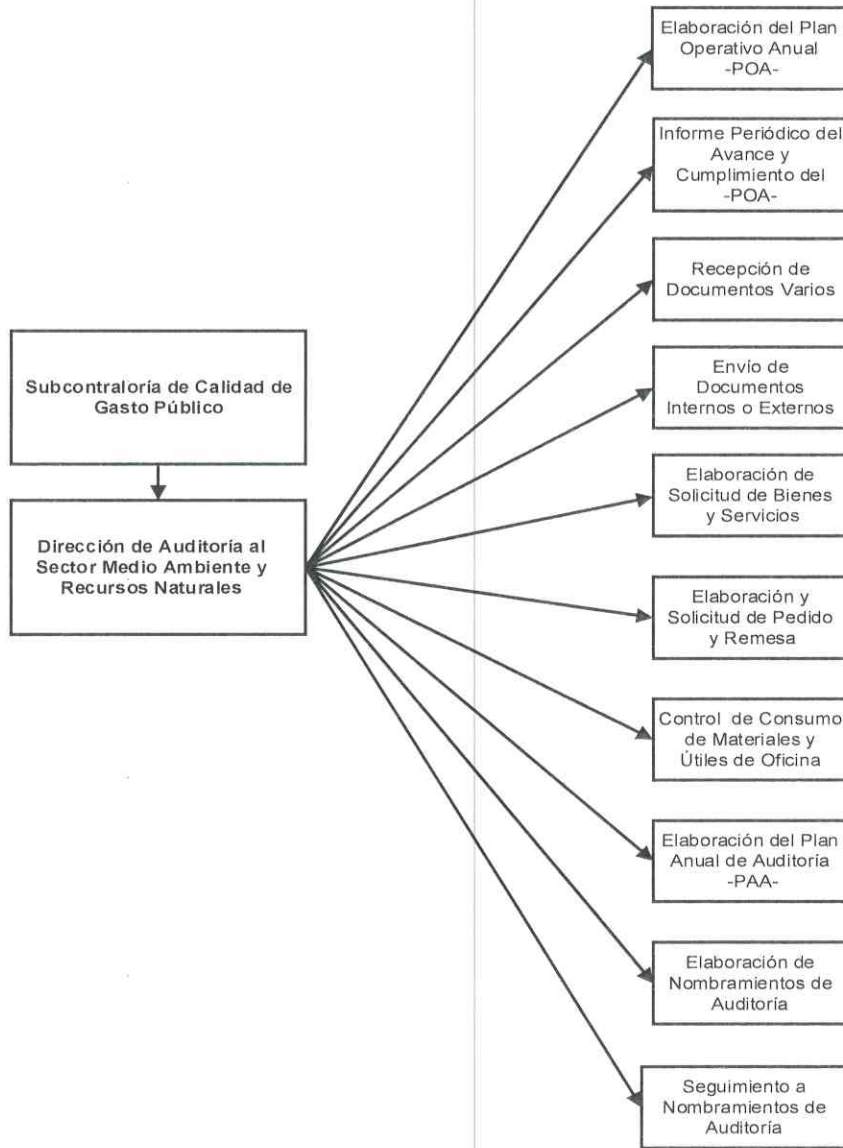 Subcontraloría de Calidad de
Gasto Público
Dirección de Auditoría al
Sector Medio Ambiente y
Recursos Naturales
Elaboración del Plan
Operativo Anual
-POA-
Informe Periódico del
Avance y
Cumplimiento del
-POA-
Recepción de
Documentos Varios
Envío de
Documentos
Internos o Externos
Elaboración de
Solicitud de Bienes
y Servicios
Elaboración y
Solicitud de Pedido
y Remesa
Control de Consumo
de Materiales y
Útiles de Oficina
Elaboración del Plan
Anual de Auditoría
-PAA-
Elaboración de
Nombramientos de
Auditoría
Seguimiento a
Nombramientos de
Auditoría